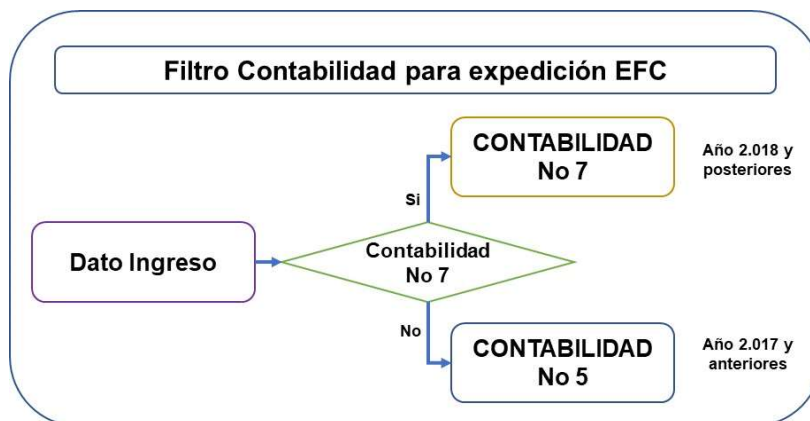 Filtro Contabilidad para expedición EFC
CONTABILIDAD
No 7
Año 2.018 y
posteriores
Si
Dato Ingreso
Contabilidad
No 7
No
CONTABILIDAD
No 5
Año 2.017 y
anteriores